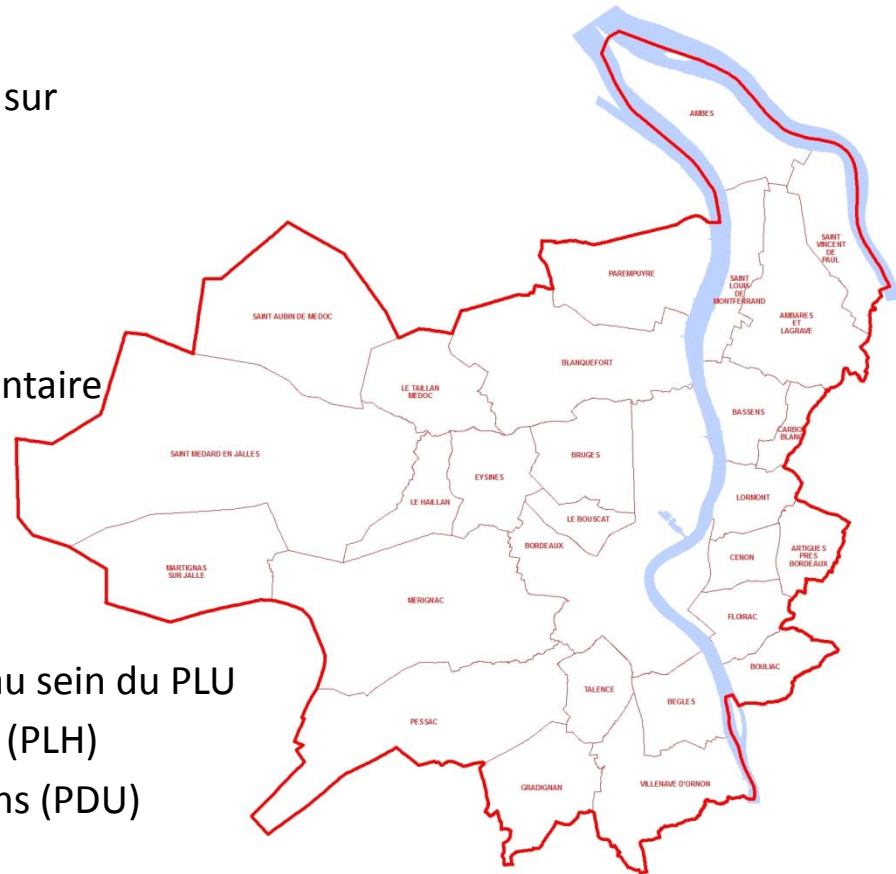 sur
ntaire
au sein du PLU
(PLH)
ns (PDU)
AMBES
SAINT
VINCENT
DE
PAUL
PAREMPUYRE
SAINT
LOUIS
DE
MONTFERRAND
AMBARES
ET
LAGRAVE
SAINT AUBIN DE MEDOC
BLANQUEFORT
LE TAILLAN
MEDOC
BASSENS
CARBO
BLANC
SAINT MEDARD EN JALLES
BRUGES
EYSINES
LE HAILLAN
LORMONT
LE BOUSCAT
BORDEAUX
CENON
ARTIGUES
PRES
BORDEAUX
MARTIGNAS
SUR JALLE
MERIGNAC
FLOIRAC
BOULIAC
TALENCE
BEGLES
PESSAC
GRADIGNAN
VILLENAVE D'ORNON